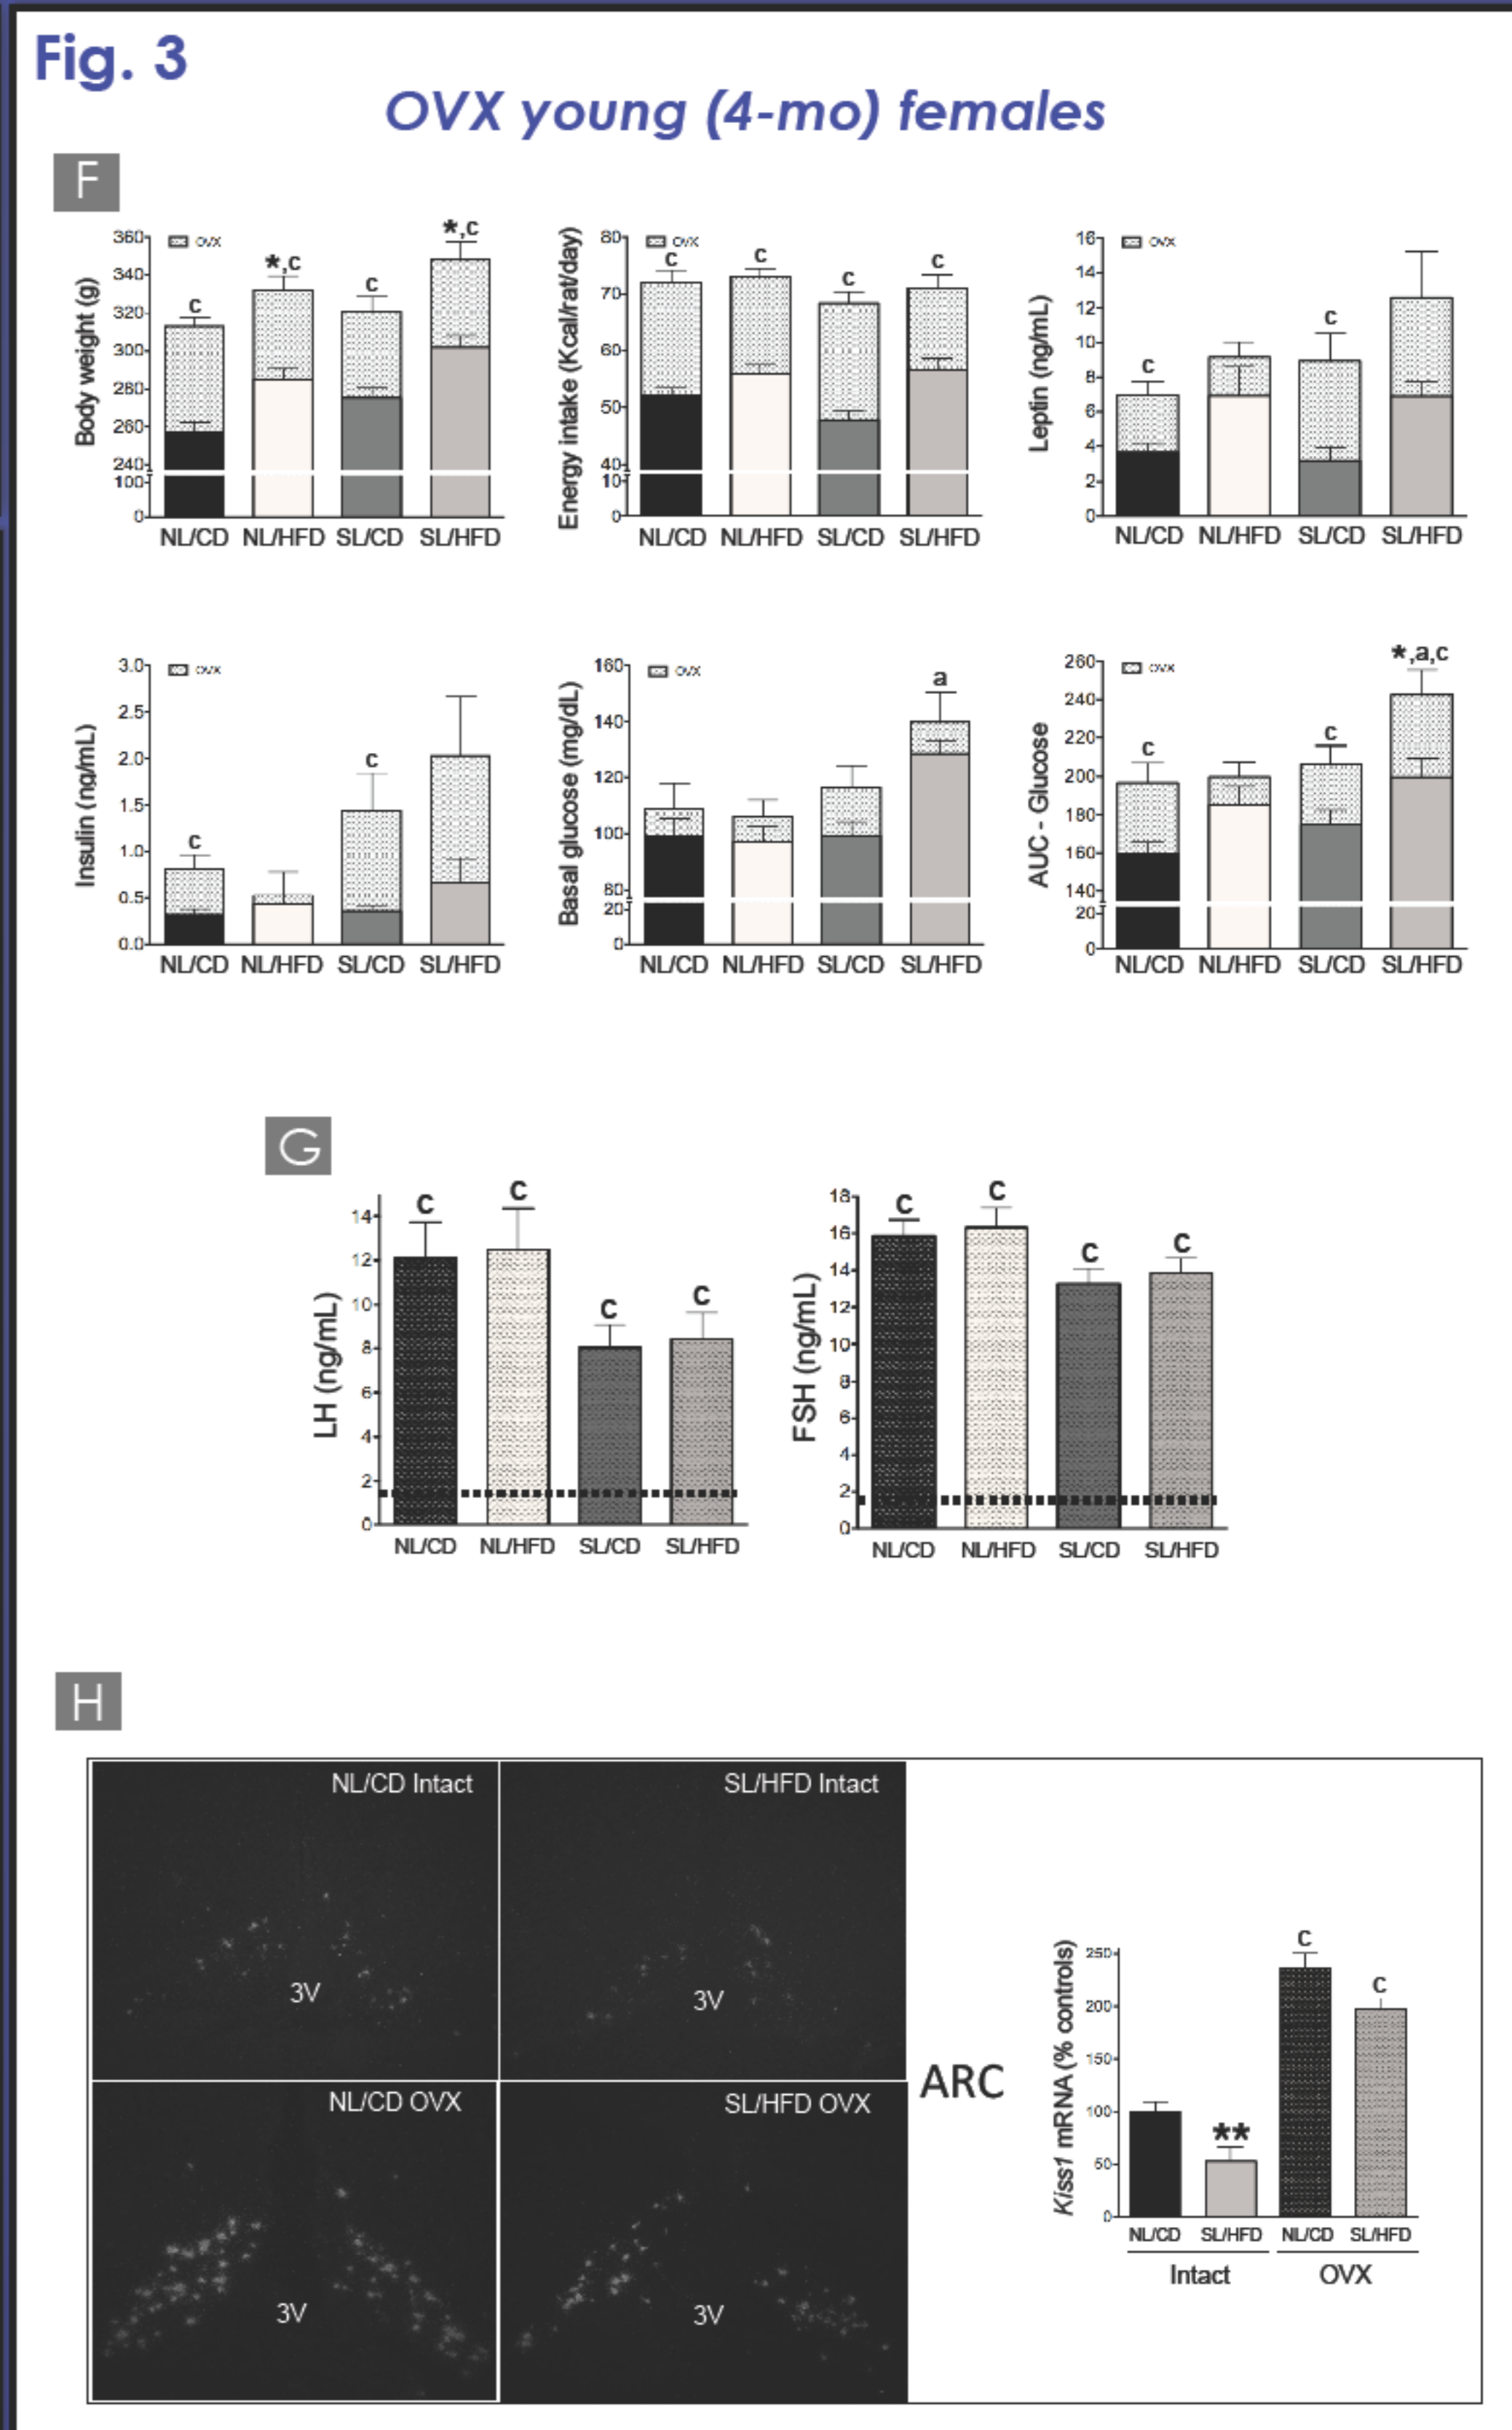 Fig. 3
OVX young (4-mo) females
F
Body weight (g)
360
340
320
300
280
260
240
100
0
OVX
c
*,c
c
*,c
NL/CD NL/HFD SL/CD SL/HFD
Energy intake (Kcal/rat/day)
80
70
60
50
40
10
0
OVX
c
c
c
c
NL/CD NL/HFD SL/CD SL/HFD
Leptin (ng/mL)
16
14
12
10
8
6
4
2
0
OVX
c
c
NL/CD NL/HFD SL/CD SL/HFD
Insulin (ng/mL)
3.0
2.5
2.0
1.5
1.0
0.5
0.0
OVX
c
c
NL/CD NL/HFD SL/CD SL/HFD
Basal glucose (mg/dL)
160
140
120
100
80
20
0
OVX
a
NL/CD NL/HFD SL/CD SL/HFD
AUC - Glucose
260
240
220
200
180
160
140
20
0
OVX
c
c
*,a,c
NL/CD NL/HFD SL/CD SL/HFD
G
LH (ng/mL)
14
12
10
8
6
4
2
0
c
c
c
c
NL/CD NL/HFD SL/CD SL/HFD
FSH (ng/mL)
18
16
14
12
10
8
6
4
2
0
c
c
c
c
NL/CD NL/HFD SL/CD SL/HFD
H
NL/CD Intact
3V
SL/HFD Intact
3V
NL/CD OVX
3V
SL/HFD OVX
3V
ARC
Kiss1 mRNA (% controls)
250
200
150
100
50
0
**
c
c
NL/CD SL/HFD NL/CD SL/HFD
Intact OVX